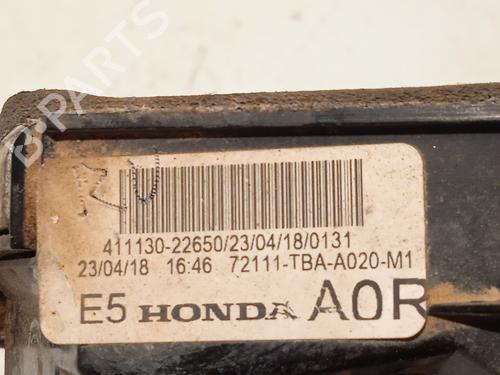 B-PARTS
411130-22650/23/04/18/0131
23/04/18 16:46 72111-TBA-A020-M1
E5 HONDA A0R